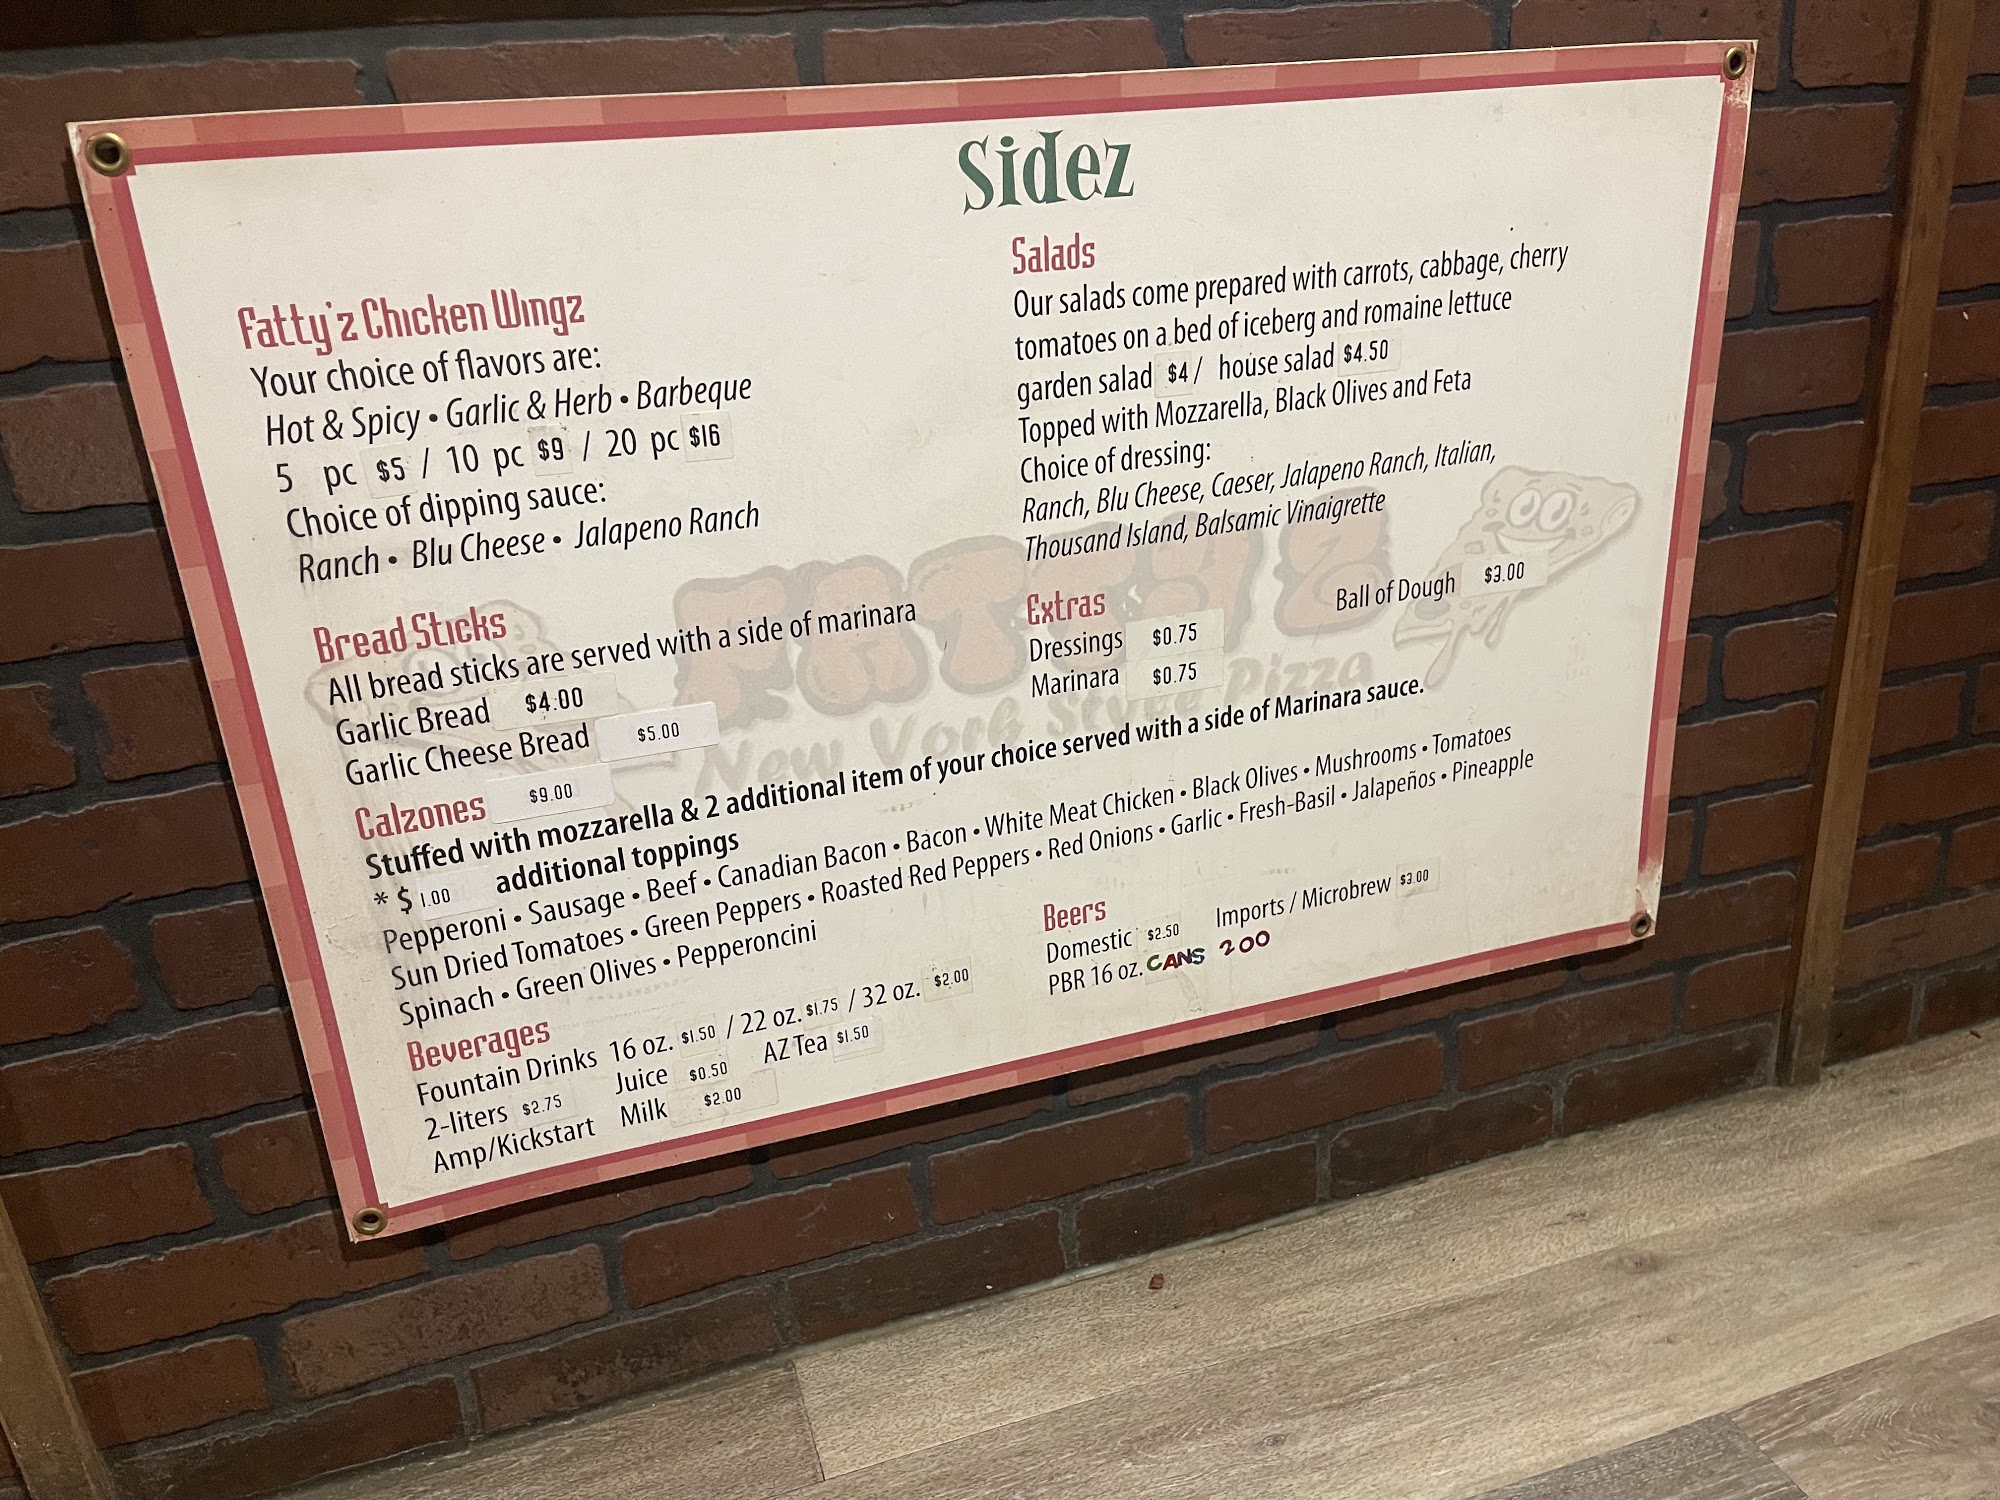 Sidez
Fatty'z Chicken Wingz
Your choice of flavors are:
Hot & Spicy • Garlic & Herb • Barbeque
5 pc $5 / 10 pc $9 / 20 pc $16
Choice of dipping sauce:
Ranch • Blu Cheese • Jalapeno Ranch
Bread Sticks
All bread sticks are served with a side of marinara
Garlic Bread $4.00
Garlic Cheese Bread $5.00
Salads
Our salads come prepared with carrots, cabbage, cherry
tomatoes on a bed of iceberg and romaine lettuce
garden salad $4 / house salad $4.50
Topped with Mozzarella, Black Olives and Feta
Choice of dressing:
Ranch, Blu Cheese, Caeser, Jalapeno Ranch, Italian,
Thousand Island, Balsamic Vinaigrette
Extras
Ball of Dough $3.00
Dressings $0.75
Marinara $0.75
FATTYZ
New York Style Pizza
Calzones $9.00
Stuffed with mozzarella & 2 additional item of your choice served with a side of Marinara sauce.
* $ 1.00 additional toppings
Pepperoni • Sausage • Beef • Canadian Bacon • Bacon • White Meat Chicken • Black Olives • Mushrooms • Tomatoes
Sun Dried Tomatoes • Green Peppers • Roasted Red Peppers • Red Onions • Garlic • Fresh-Basil • Jalapeños • Pineapple
Spinach • Green Olives • Pepperoncini
Beverages
Fountain Drinks 16 oz. $1.50 / 22 oz. $1.75 / 32 oz. $2.00
2-liters $2.75 Juice $0.50 AZ Tea $1.50
Amp/Kickstart Milk $2.00
Beers
Domestic $2.50 Imports / Microbrew $3.00
PBR 16 oz. CANS 200